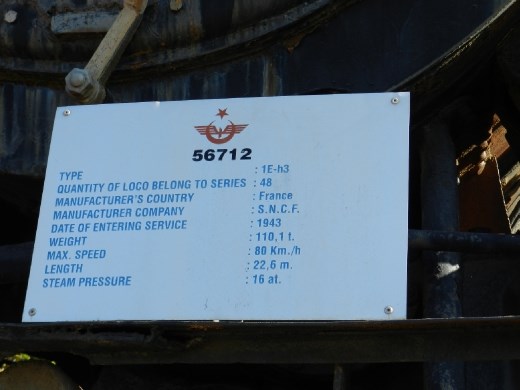 56712
TYPE : 1E-h3
QUANTITY OF LOCO BELONG TO SERIES : 48
MANUFACTURER'S COUNTRY : France
MANUFACTURER COMPANY : S.N.C.F.
DATE OF ENTERING SERVICE : 1943
WEIGHT : 110,1 t.
MAX. SPEED : 80 Km./h
LENGTH : 22,6 m.
STEAM PRESSURE : 16 at.